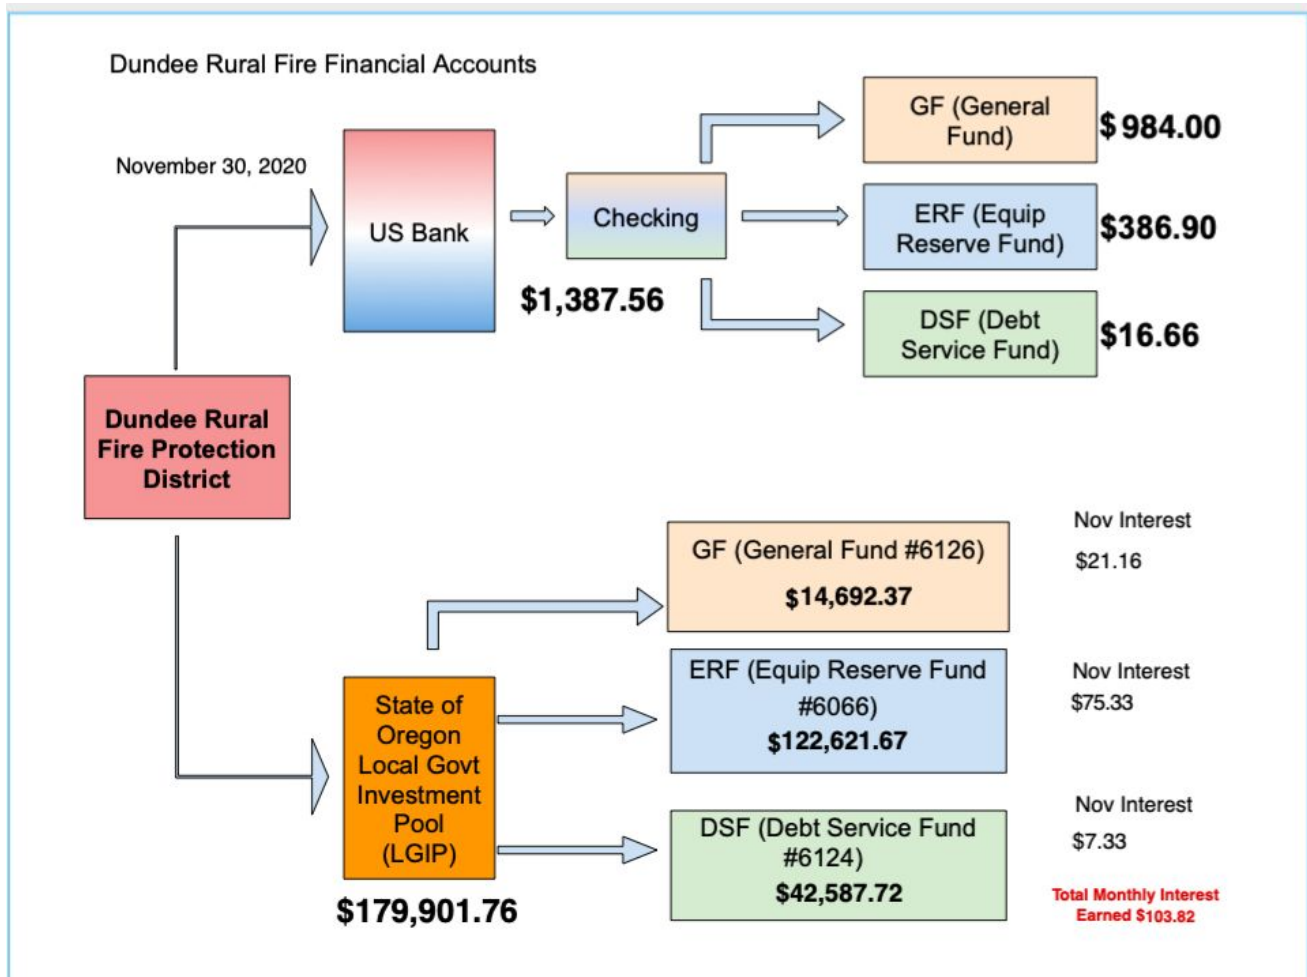 Dundee Rural Fire Financial Accounts
November 30, 2020
US Bank
Checking
$1,387.56
GF (General
Fund)
$984.00
ERF (Equip
Reserve Fund)
$386.90
DSF (Debt
Service Fund)
$16.66
Dundee Rural
Fire Protection
District
State of
Oregon
Local Govt
Investment
Pool
(LGIP)
$179,901.76
GF (General Fund #6126)
$14,692.37
Nov Interest
$21.16
ERF (Equip Reserve Fund
#6066)
$122,621.67
Nov Interest
$75.33
DSF (Debt Service Fund
#6124)
$42,587.72
Nov Interest
$7.33
Total Monthly Interest
Earned $103.82